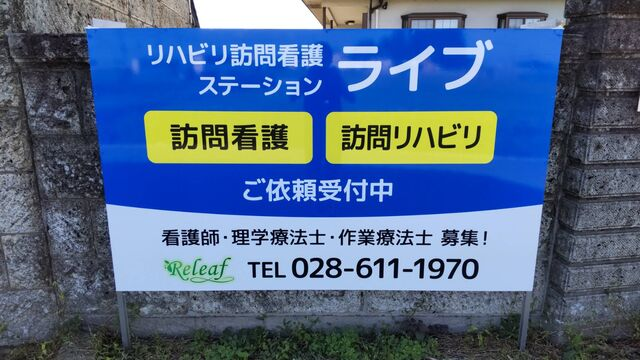 リハビリ訪問看護
ステーション ライブ
訪問看護 訪問リハビリ
ご依頼受付中
看護師・理学療法士・作業療法士 募集！
Releaf TEL 028-611-1970